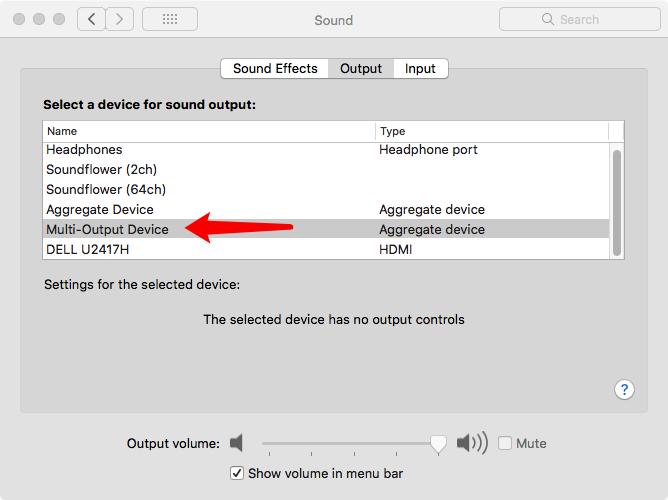 Sound
Search
Sound Effects Output Input
Select a device for sound output:
Name Type
Headphones Headphone port
Soundflower (2ch)
Soundflower (64ch)
Aggregate Device Aggregate device
Multi-Output Device Aggregate device
DELL U2417H HDMI
Settings for the selected device:
The selected device has no output controls
?
Output volume: Mute
Show volume in menu bar